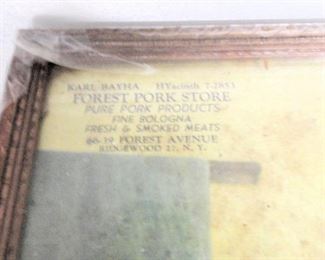 KARL BAYHA HYacinth 7-2853
FOREST PORK STORE
PURE PORK PRODUCTS
FINE BOLOGNA
FRESH & SMOKED MEATS
66-39 FOREST AVENUE
RIDGEWOOD 27, N. Y.